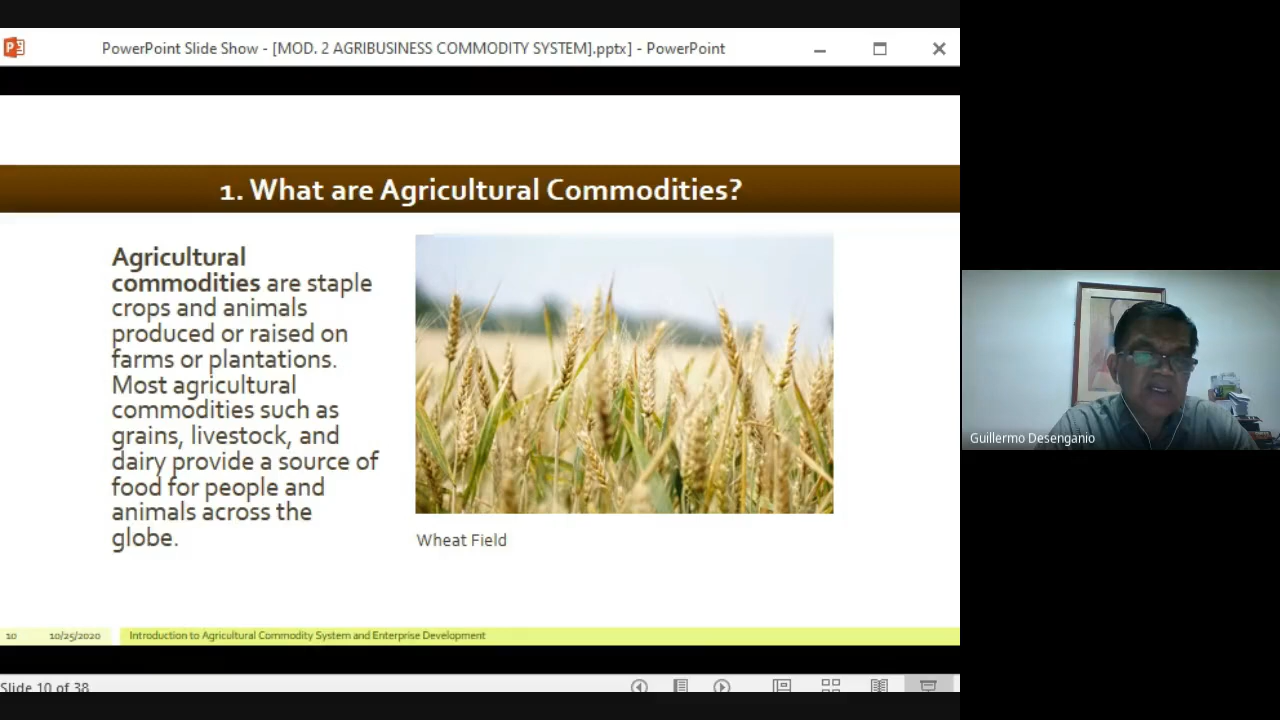 PowerPoint Slide Show - [MOD. 2 AGRIBUSINESS COMMODITY SYSTEM].pptx] - PowerPoint
1. What are Agricultural Commodities?
Agricultural
commodities are staple
crops and animals
produced or raised on
farms or plantations.
Most agricultural
commodities such as
grains, livestock, and
dairy provide a source of
food for people and
animals across the
globe.
Wheat Field
Guillermo Desenganio
10 10/25/2020 Introduction to Agricultural Commodity System and Enterprise Development
Slide 10 of 38